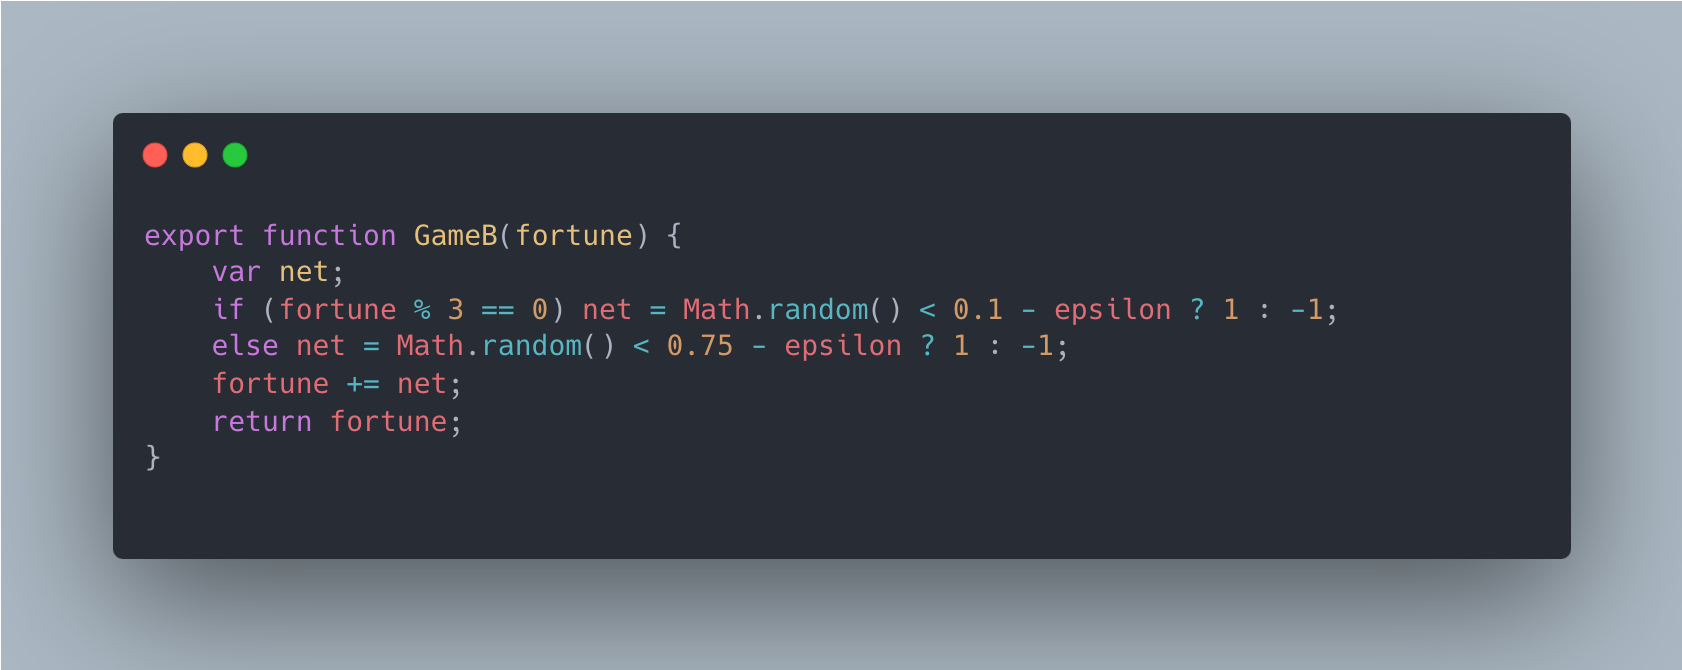 export function GameB(fortune) {
    var net;
    if (fortune % 3 == 0) net = Math.random() < 0.1 - epsilon ? 1 : -1;
    else net = Math.random() < 0.75 - epsilon ? 1 : -1;
    fortune += net;
    return fortune;
}